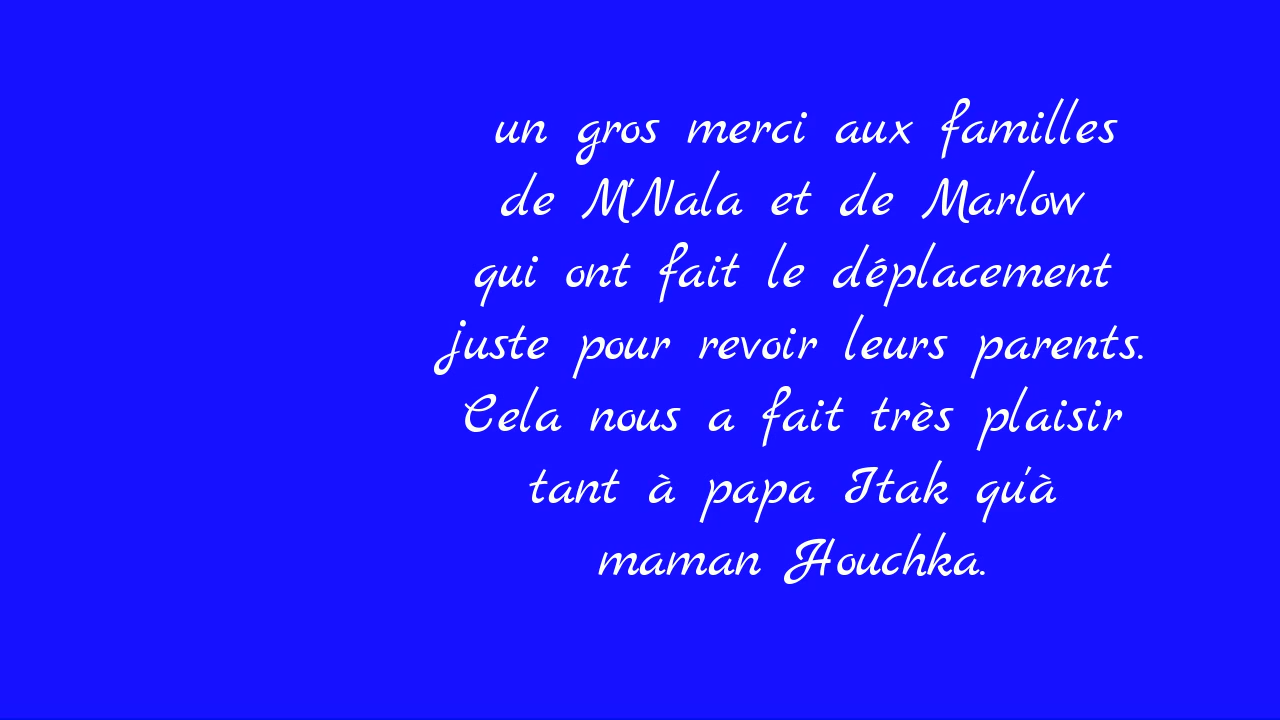 un gros merci aux familles
de M'Nala et de Marlow
qui ont fait le déplacement
juste pour revoir leurs parents.
Cela nous a fait très plaisir
tant à papa Itak qu'à
maman Houchka.